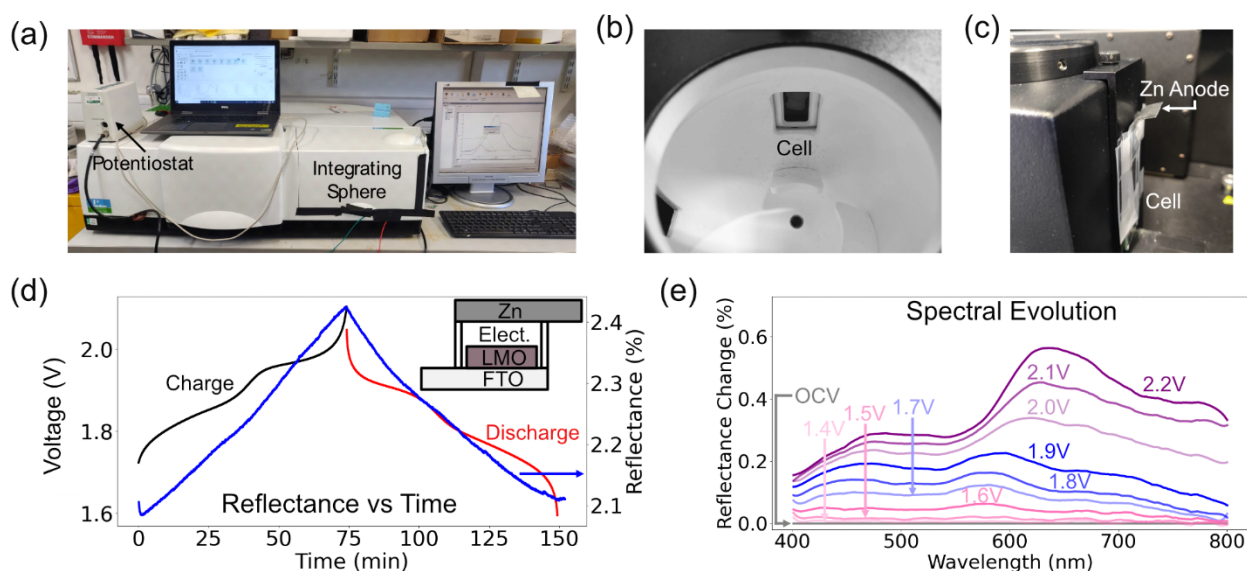 (a)
Potentiostat
Integrating
Sphere
(b)
Cell
(c)
Zn Anode
Cell
(d)
Voltage (V)
2.0
1.8
1.6
Charge
Discharge
Reflectance vs Time
Zn
Elect.
LMO
FTO
2.4
2.3
2.2
2.1
Reflectance (%)
0
25
50
75
100
125
150
Time (min)
(e)
Spectral Evolution
Reflectance Change (%)
0.6
0.4
0.2
0.0
OCV
1.4V
1.5V
1.7V
1.6V
1.8V
1.9V
2.0V
2.1V
2.2V
400
500
600
700
800
Wavelength (nm)